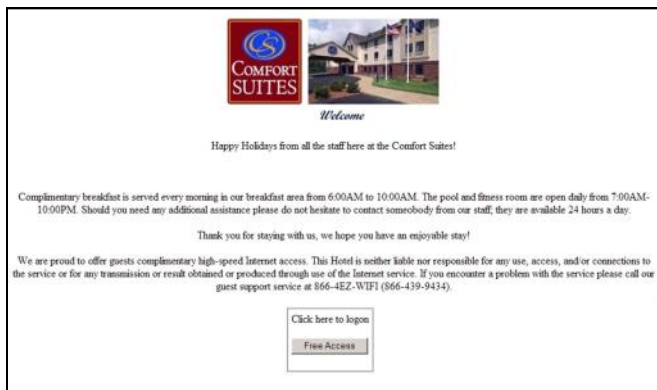 COMFORT
SUITES
Welcome
Happy Holidays from all the staff here at the Comfort Suites!
Complimentary breakfast is served every morning in our breakfast area from 6:00AM to 10:00AM. The pool and fitness room are open daily from 7:00AM-
10:00PM. Should you need any additional assistance please do not hesitate to contact someobody from our staff; they are available 24 hours a day.
Thank you for staying with us, we hope you have an enjoyable stay!
We are proud to offer guests complimentary high-speed Internet access. This Hotel is neither liable nor responsible for any use, access, and/or connections to
the service or for any transmission or result obtained or produced through use of the Internet service. If you encounter a problem with the service please call our
guest support service at 866-4EZ-WIFI (866-439-9434).
Click here to logon
Free Access